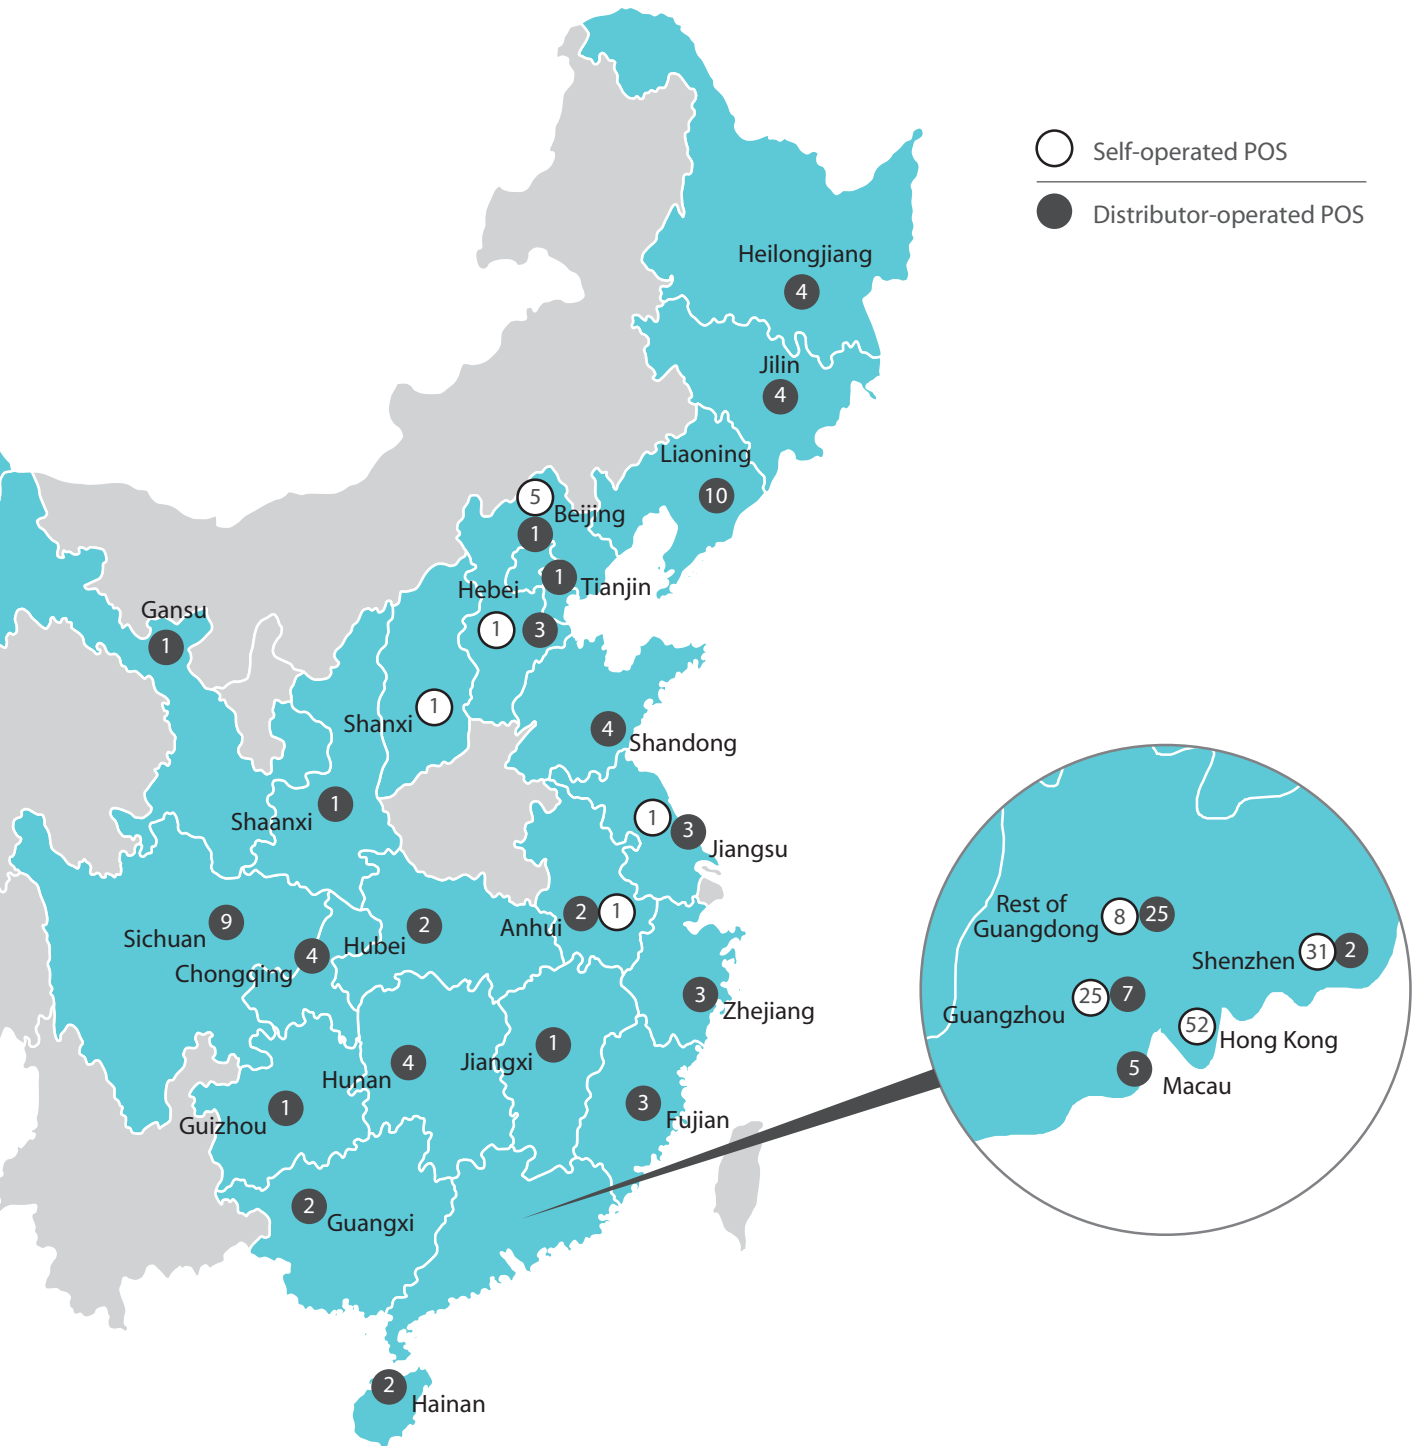 Self-operated POS
Distributor-operated POS
Heilongjiang
4
Jilin
4
Liaoning
10
5
Beijing
1
1
Tianjin
Hebei
1
3
Gansu
1
Shanxi
1
4
Shandong
1
Shaanxi
1
3
Jiangsu
9
Sichuan
4
Chongqing
2
Hubei
Anhui
2
1
3
Zhejiang
4
Hunan
Jiangxi
1
1
Guizhou
3
Fujian
2
Guangxi
2
Hainan
Rest of
Guangdong
8
25
Shenzhen
31
2
Guangzhou
25
7
52
Hong Kong
5
Macau